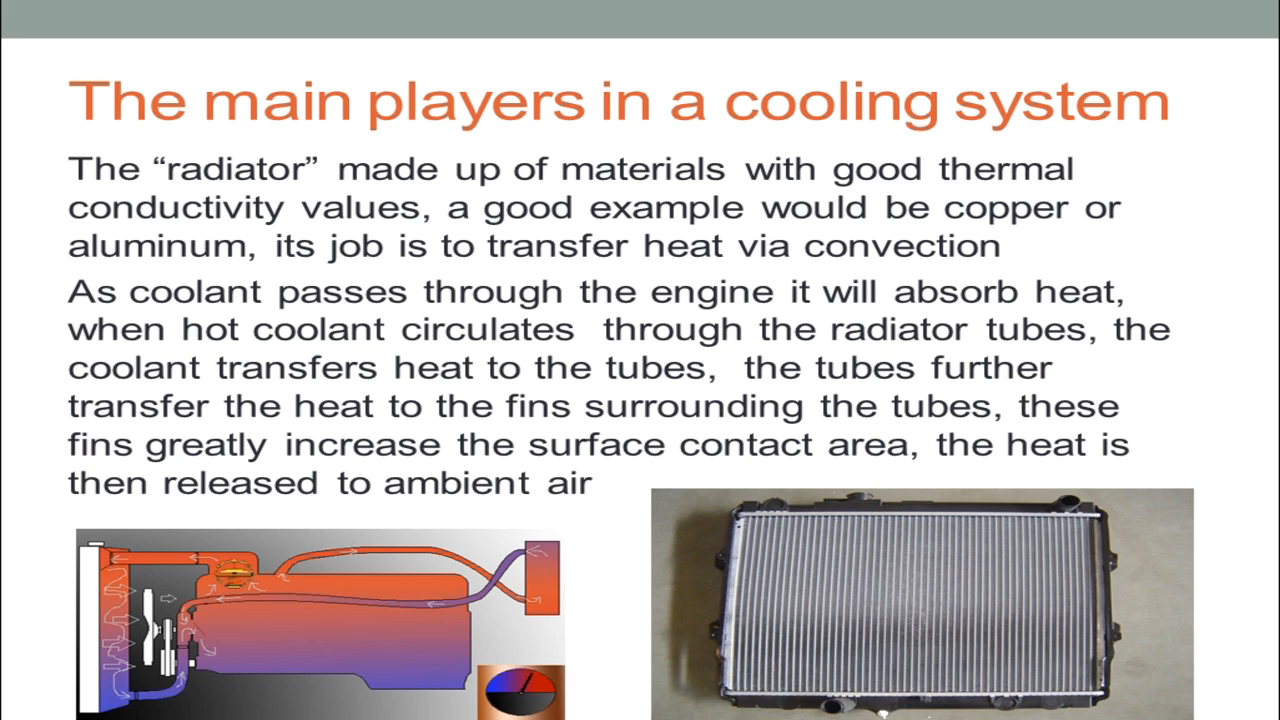 The main players in a cooling system
The “radiator” made up of materials with good thermal
conductivity values, a good example would be copper or
aluminum, its job is to transfer heat via convection
As coolant passes through the engine it will absorb heat,
when hot coolant circulates through the radiator tubes, the
coolant transfers heat to the tubes, the tubes further
transfer the heat to the fins surrounding the tubes, these
fins greatly increase the surface contact area, the heat is
then released to ambient air